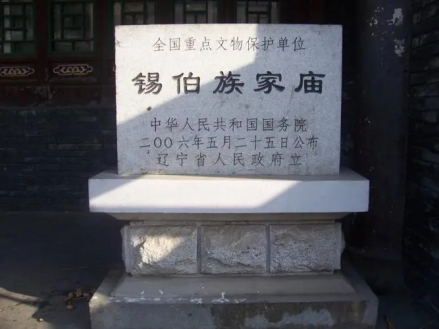 全国重点文物保护单位
锡伯族家庙
中华人民共和国国务院
二〇〇六年五月二十五日公布
辽宁省人民政府立